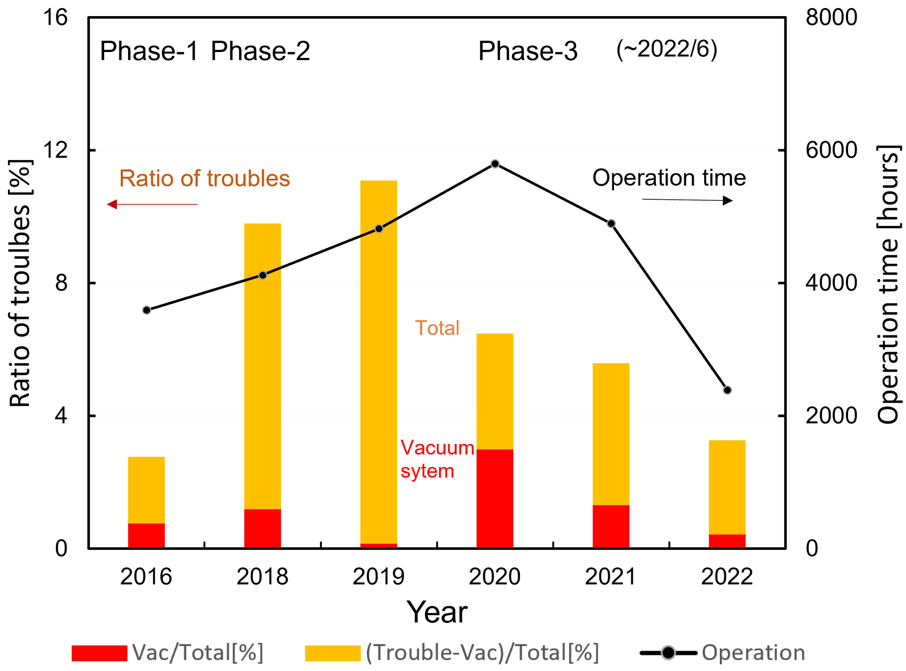 16
8000
Phase-1
Phase-2
Phase-3
(~2022/6)
12
6000
Ratio of troubles
Operation time
8
4000
Total
4
2000
Vacuum
sytem
0
0
2016
2018
2019
2020
2021
2022
Ratio of troulbes [%]
Operation time [hours]
Year
Vac/Total[%]
(Trouble-Vac)/Total[%]
Operation